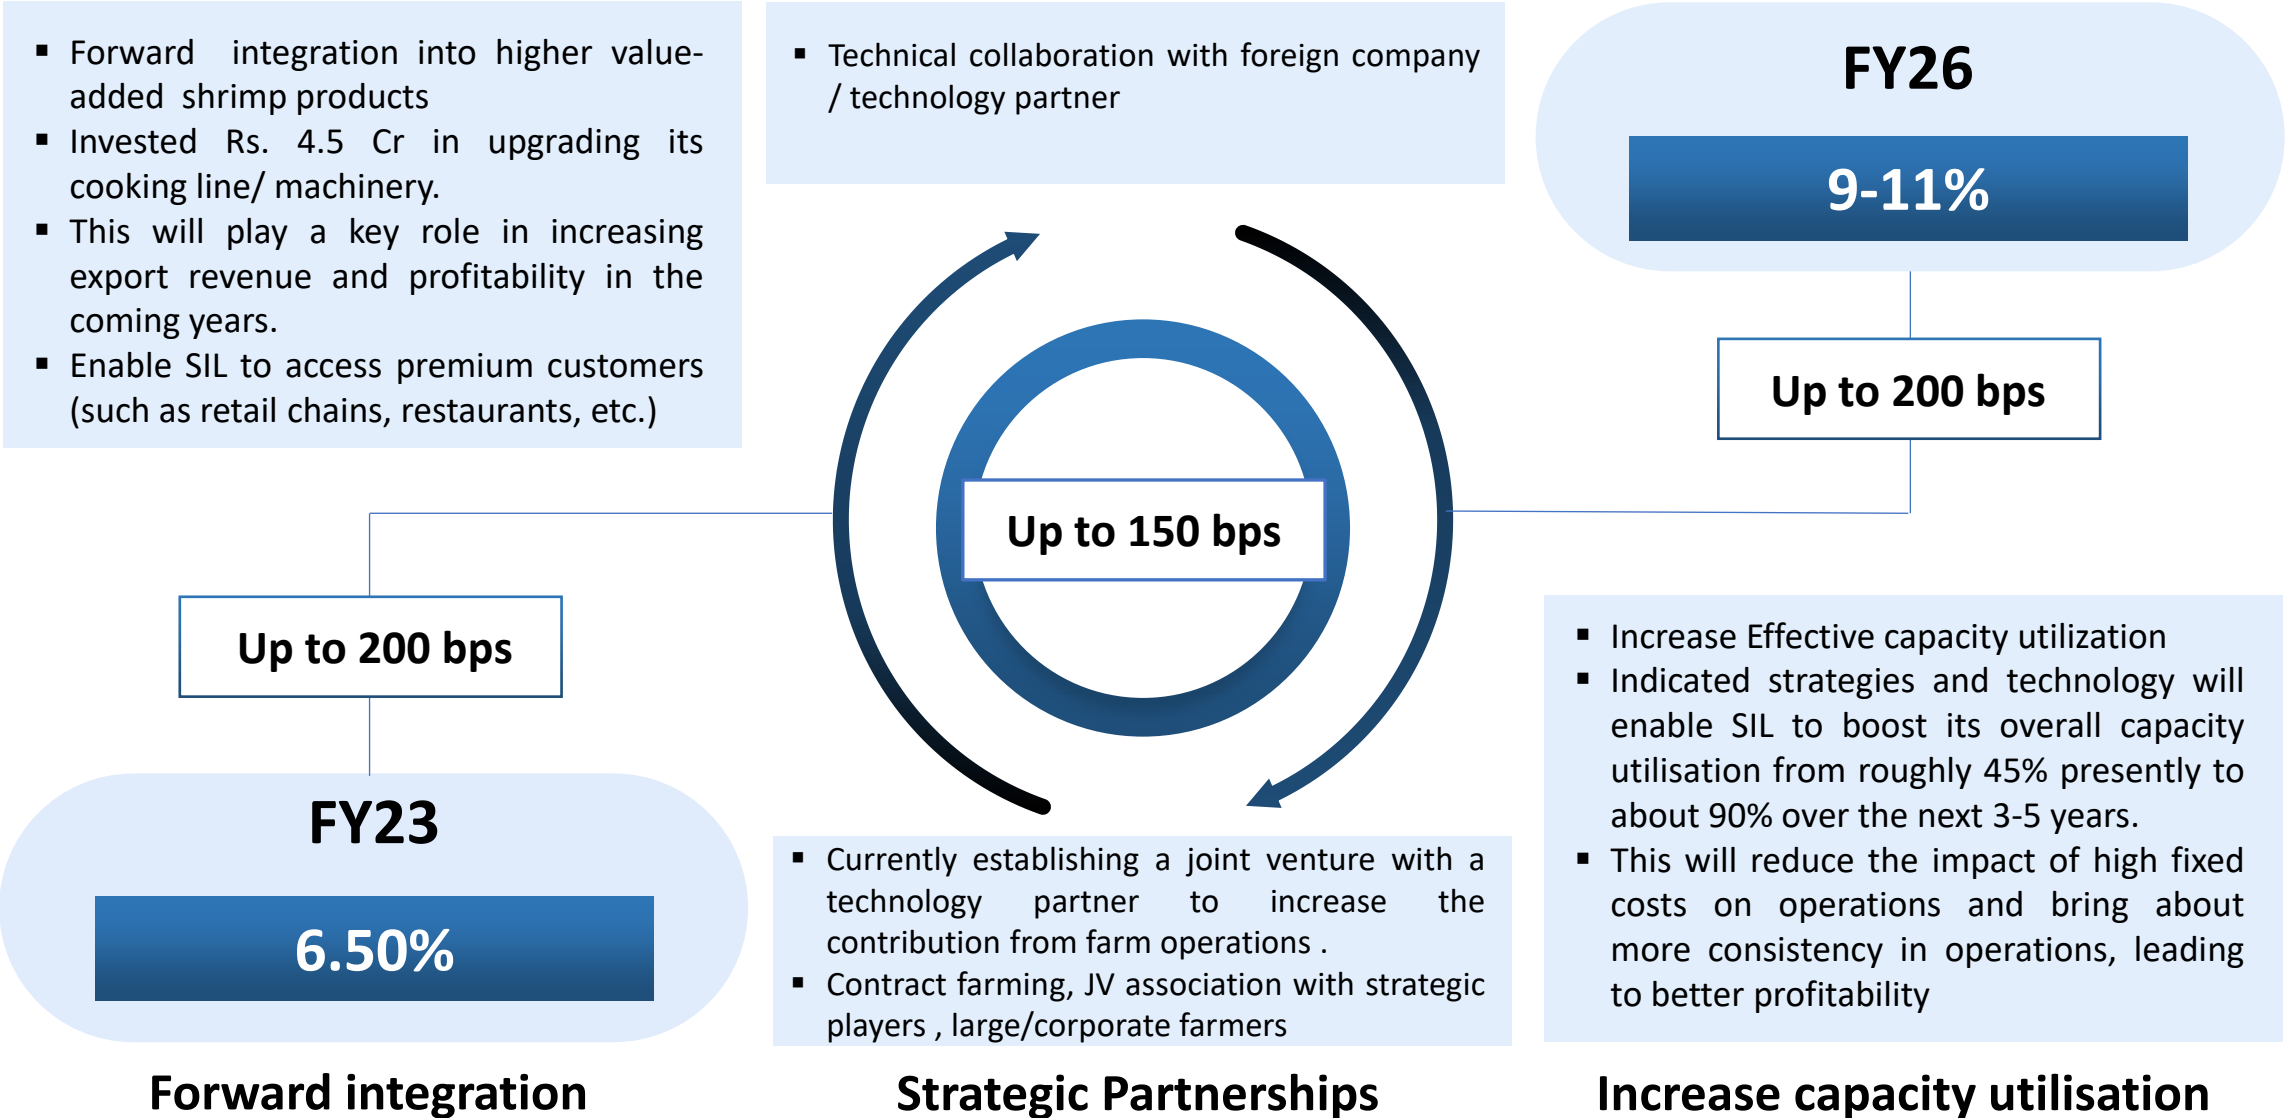 ▪ Forward integration into higher value-
added shrimp products
▪ Invested Rs. 4.5 Cr in upgrading its
cooking line/ machinery.
▪ This will play a key role in increasing
export revenue and profitability in the
coming years.
▪ Enable SIL to access premium customers
(such as retail chains, restaurants, etc.)
Up to 200 bps
FY23
6.50%
Forward integration
▪ Technical collaboration with foreign company
/ technology partner
Up to 150 bps
▪ Currently establishing a joint venture with a
technology partner to increase the
contribution from farm operations .
▪ Contract farming, JV association with strategic
players , large/corporate farmers
Strategic Partnerships
FY26
9-11%
Up to 200 bps
▪ Increase Effective capacity utilization
▪ Indicated strategies and technology will
enable SIL to boost its overall capacity
utilisation from roughly 45% presently to
about 90% over the next 3-5 years.
▪ This will reduce the impact of high fixed
costs on operations and bring about
more consistency in operations, leading
to better profitability
Increase capacity utilisation